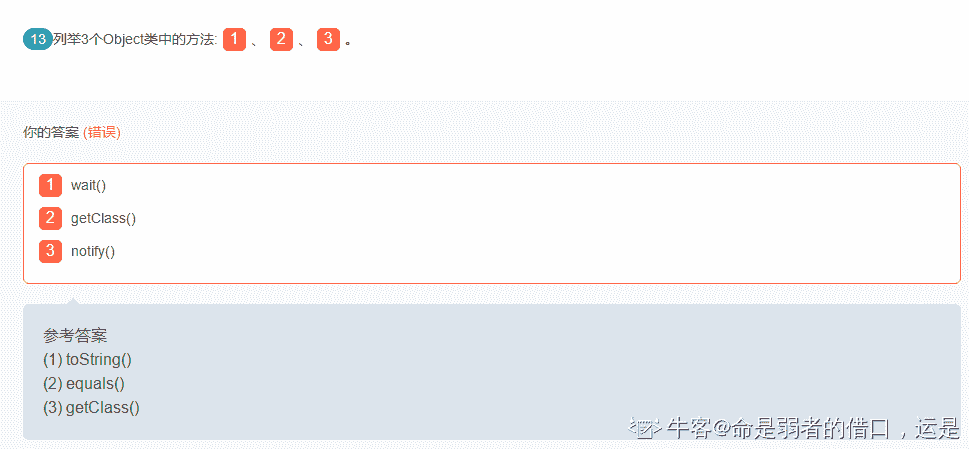 13 列举3个Object类中的方法: 1 、 2 、 3 。
你的答案 (错误)
1 wait()
2 getClass()
3 notify()
参考答案
(1) toString()
(2) equals()
(3) getClass()
牛客@命是弱者的借口，运是